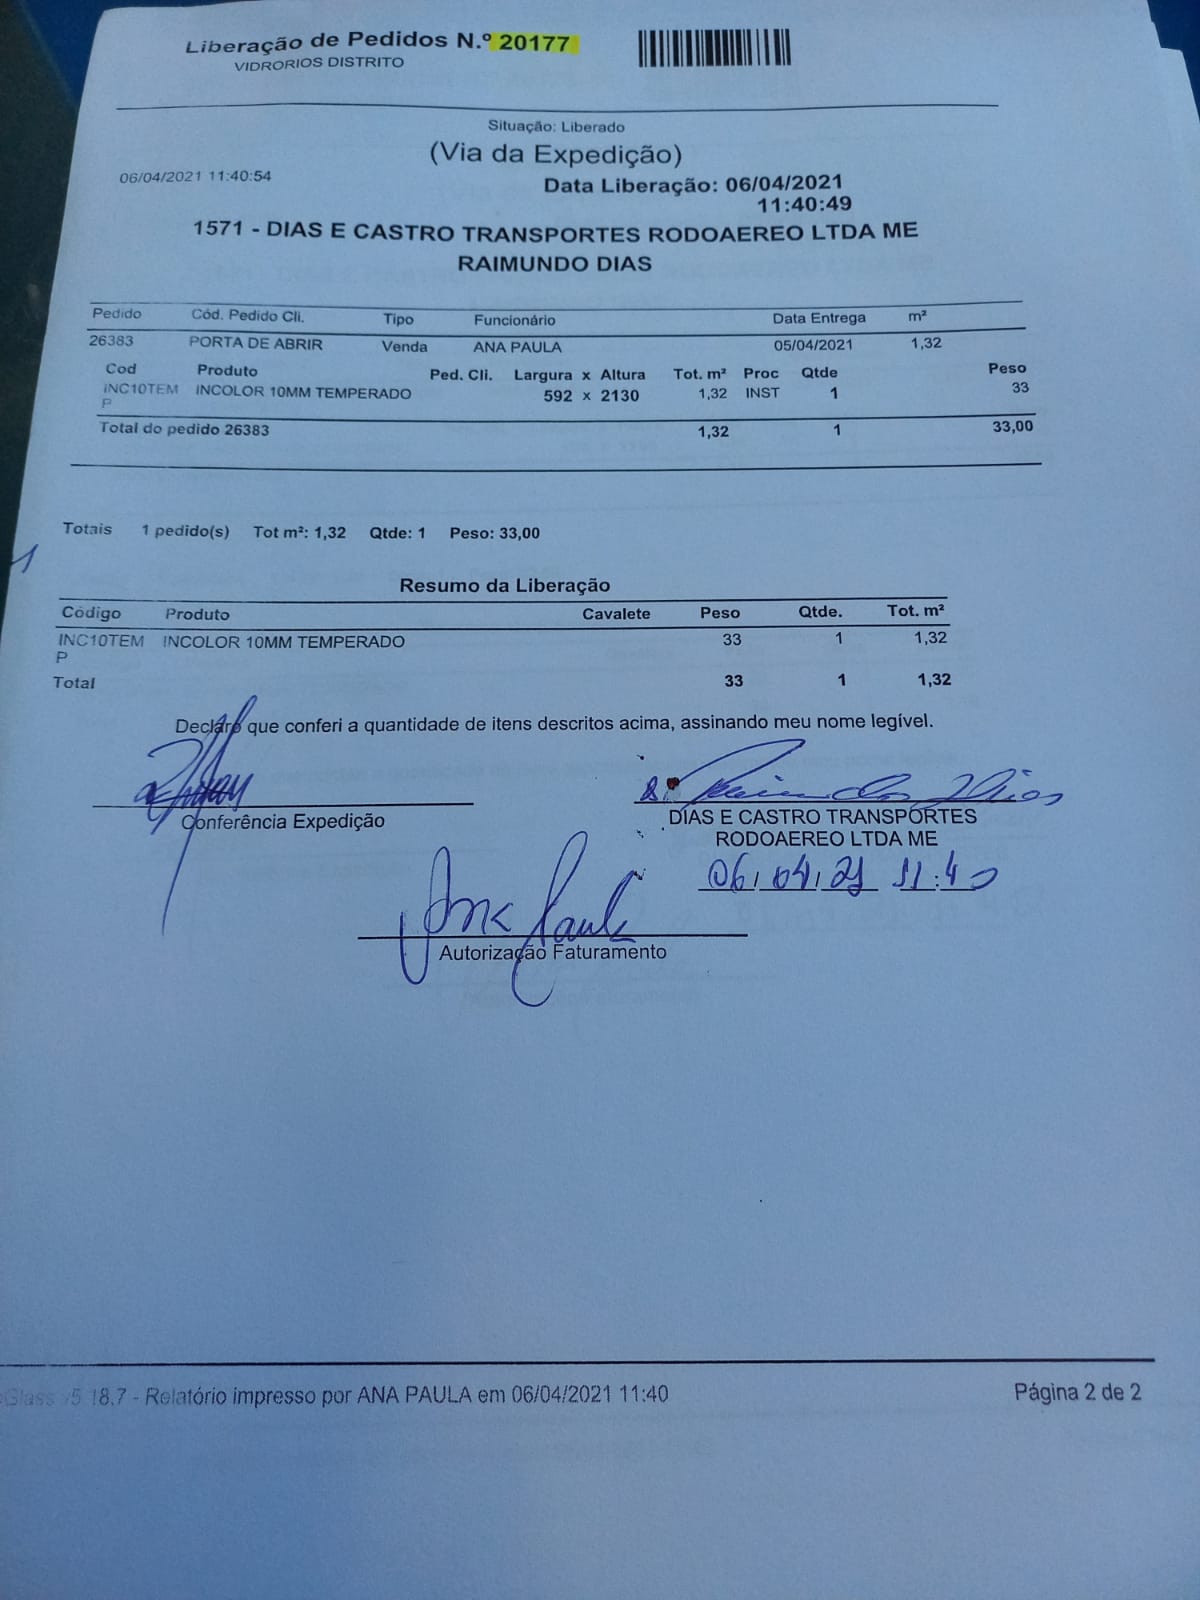 Liberação de Pedidos N.º 20177
VIDRORIOS DISTRITO
Situação: Liberado
(Via da Expedição)
06/04/2021 11:40:54
Data Liberação: 06/04/2021
11:40:49
1571 - DIAS E CASTRO TRANSPORTES RODOAEREO LTDA ME
RAIMUNDO DIAS
Pedido Cód. Pedido Cli. Tipo Funcionário Data Entrega m²
26383 PORTA DE ABRIR Venda ANA PAULA 05/04/2021 1,32
Cod Produto Ped. Cli. Largura x Altura Tot. m² Proc Qtde Peso
INC10TEM INCOLOR 10MM TEMPERADO 592 x 2130 1,32 INST 1 33
P
Total do pedido 26383 1,32 1 33,00
Totais 1 pedido(s) Tot m²: 1,32 Qtde: 1 Peso: 33,00
Resumo da Liberação
Código Produto Cavalete Peso Qtde. Tot. m²
INC10TEM INCOLOR 10MM TEMPERADO 33 1 1,32
P
Total 33 1 1,32
Declaro que conferi a quantidade de itens descritos acima, assinando meu nome legível.
Raimundo Dias
Conferência Expedição
DIAS E CASTRO TRANSPORTES
RODOAEREO LTDA ME
06/04/21 11:40
Ana Paula
Autorização Faturamento
Glass v5 18.7 - Relatório impresso por ANA PAULA em 06/04/2021 11:40
Página 2 de 2